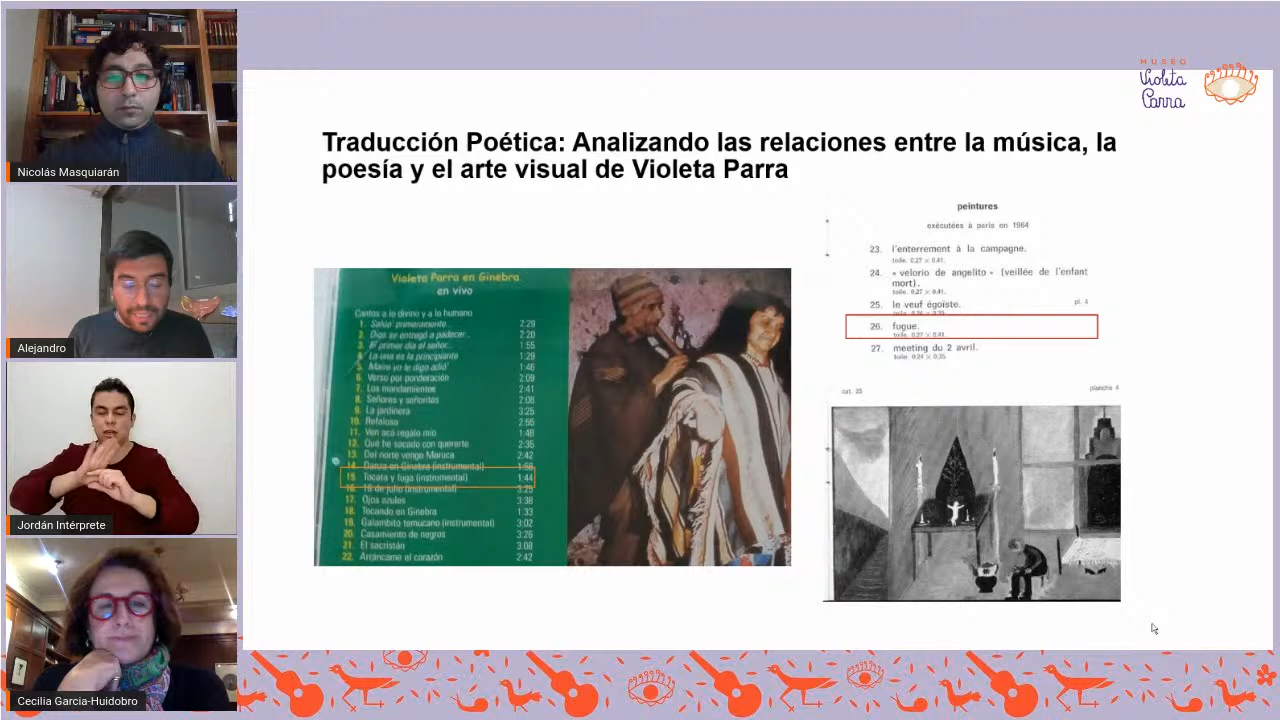 Nicolás Masquiarán
Alejandro
Jordán Intérprete
Cecilia Garcia-Huidobro
MUSEO
Violeta
Parra
Traducción Poética: Analizando las relaciones entre la música, la
poesía y el arte visual de Violeta Parra
Violeta Parra en Ginebra
en vivo
Cantos a lo divino y a lo humano
1. Salúo primeramente... 2:29
2. Dios se entregó a padecer... 2:20
3. El primer día el señor... 1:55
4. La una es la principiante 1:29
5. Maire yo le digo adió' 1:46
6. Verso por ponderación 2:09
7. Los mandamientos 2:41
8. Señores y señoritas 2:08
9. La jardinera 3:25
10. Refalosa 2:55
11. Ven acá regalo mío 1:48
12. Qué he sacado con quererte 2:35
13. Del norte vengo Maruca 2:42
14. Danza en Ginebra (instrumental) 1:58
15. Tocata y fuga (instrumental) 1:44
16. 18 de julio (instrumental) 3:25
17. Ojos azules 3:38
18. Tocando en Ginebra 1:33
19. Galambito temucano (instrumental) 3:02
20. Casamiento de negros 3:26
21. El sacristán 3:08
22. Arráncame el corazón 2:42
peintures
exécutées à paris en 1964
23. l'enterrement à la campagne.
toile. 0,27 × 0,41.
24. « velorio de angelito » (veillée de l'enfant
mort).
toile. 0,27 × 0,41.
25. le veuf égoïste. pl. 4
toile. 0,24 × 0,35.
26. fugue.
toile. 0,27 × 0,41.
27. meeting du 2 avril.
toile. 0,24 × 0,35.
cat. 25 planche 4